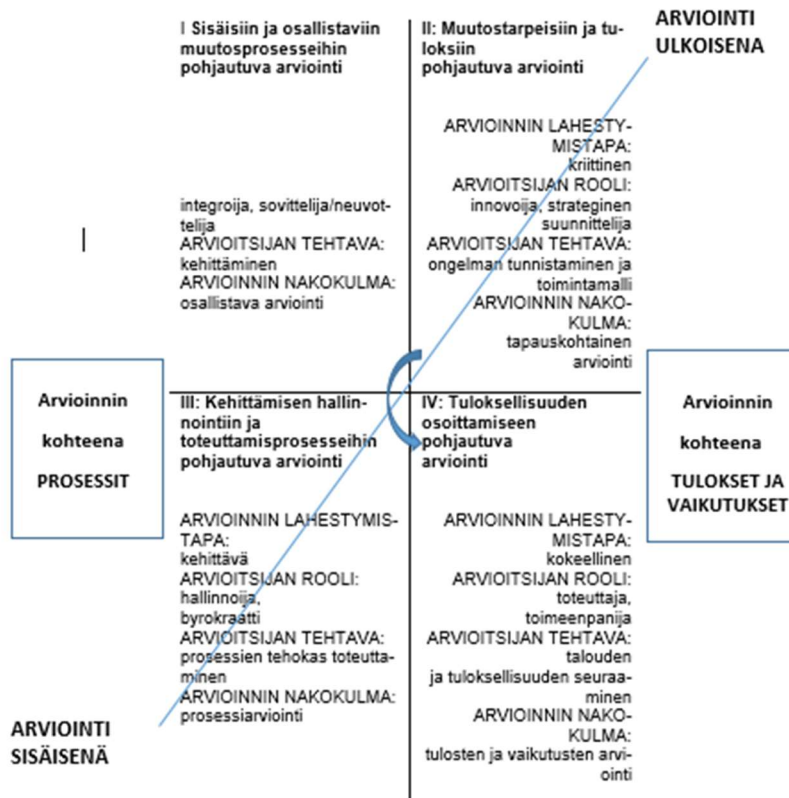 ARVIOINTI
ULKOISENA
I Sisäisiin ja osallistaviin
muutosprosesseihin
pohjautuva arviointi
II: Muutostarpeisiin ja tu-
loksiin
pohjautuva arviointi
integroija, sovittelija/neuvot-
telija
ARVIOITSIJAN TEHTAVA:
kehittäminen
ARVIOINNIN NAKOKULMA:
osallistava arviointi
ARVIOINNIN LAHESTY-
MISTAPA:
kriittinen
ARVIOITSIJAN ROOLI:
innovoija, strateginen
suunnittelija
ARVIOITSIJAN TEHTAVA:
ongelman tunnistaminen ja
toimintamalli
ARVIOINNIN NAKO-
KULMA:
tapauskohtainen
arviointi
Arvioinnin
kohteena
PROSESSIT
III: Kehittämisen hallin-
nointiin ja
toteuttamisprosesseihin
pohjautuva arviointi
IV: Tuloksellisuuden
osoittamiseen
pohjautuva
arviointi
Arvioinnin
kohteena
TULOKSET JA
VAIKUTUKSET
ARVIOINNIN LAHESTYMIS-
TAPA:
kehittävä
ARVIOITSIJAN ROOLI:
hallinnoija,
byrokraatti
ARVIOITSIJAN TEHTAVA:
prosessien tehokas toteutta-
minen
ARVIOINNIN NAKOKULMA:
prosessiarviointi
ARVIOINNIN LAHESTY-
MISTAPA:
kokeellinen
ARVIOITSIJAN ROOLI:
toteuttaja,
toimeenpanija
ARVIOITSIJAN TEHTAVA:
talouden
ja tuloksellisuuden seuraa-
minen
ARVIOINNIN NAKO-
KULMA:
tulosten ja vaikutusten arvi-
ointi
ARVIOINTI
SISÄISENÄ